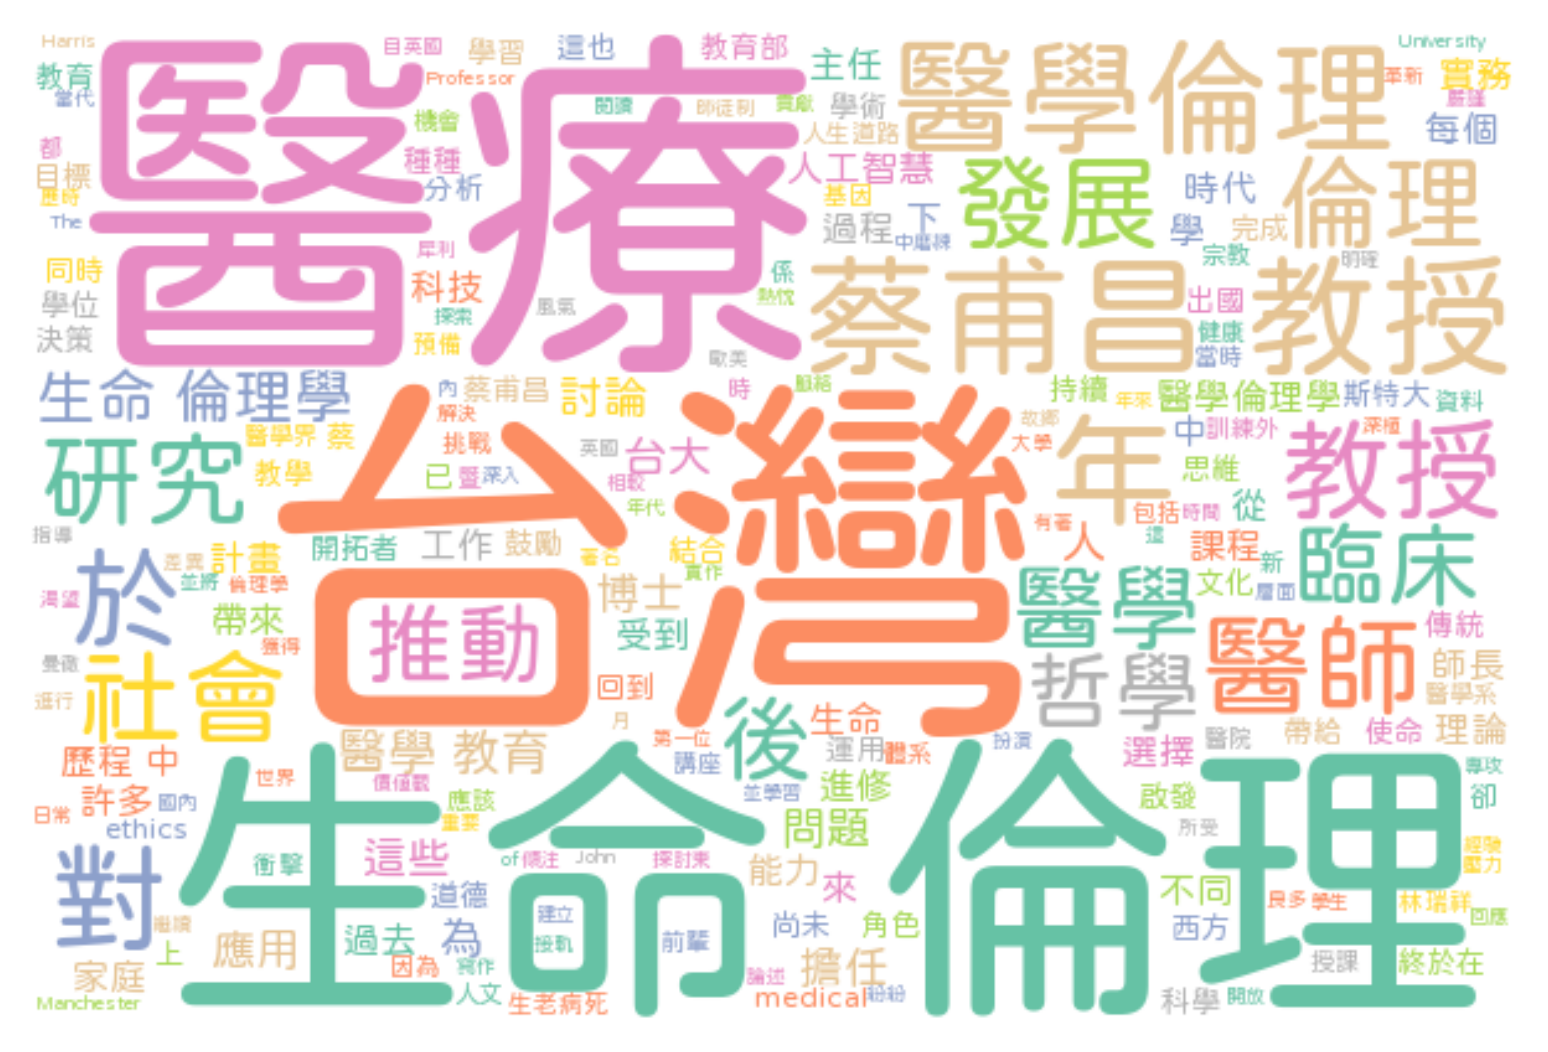 Harris
目英國
學習
這也
教育部
主任
醫學倫理
University
教育
當代
醫療
Professor
閱讀
師徒制
貢獻
學術
革新
實務
嚴謹
機會
人生道路
每個
都
種種
人工智慧
發展
倫理
目標
分析
基因
時代
歷時
The
過程
下
中磨練
學
完成
犀利
宗教
明確
同時
科技
係
蔡甫昌
教授
學位
探索
風氣
熱忱
出國
決策
預備
健康
歐美
當時
生命 倫理學
內
蔡甫昌
討論
時
持續
年來
醫學倫理學
斯特大
資料
解決
台灣
故鄉
年
中
訓練外
教授
研究
醫學界 蔡
挑戰
英國
台大
大學
教學
已
暨
深入
相較
思維
年代
包括
時間
從
指導
有著
這
開拓者
工作
鼓勵
著名
結合
人
課程
新
臨床
於
差異
計畫
並將
倫理學
實作
醫學
文化
層面
渴望
博士
帶來
推動
受到
醫師
傳統
獲得
社會
哲學
師長
醫學系
進行
回到
月
後
生命
帶給
使命
理論
第一位
醫學 教育
運用
體系
扮演
選擇
醫院
歷程 中
講座
世界
價值觀
生命倫理
專攻
日常
許多
國內
應該
並學習
進修
啟發
卻
ethics
重要
問題
所受
經驗
對
衝擊
這些
of
傾注
John
壓力
能力
來
不同
道德
學生
林瑞祥
繼續
建立
尚未
角色
西方
回應
上
應用
過去
為
接軌
前輩
家庭
因為
寫作
論述
擔任
授課
終於在
Manchester
人文
生老病死
medical
紛紛
科學
開放